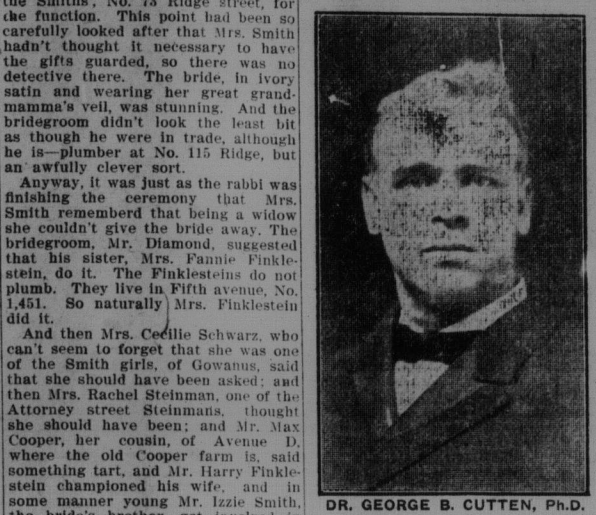 the Smiths', No. 73 Ridge street, for
the function. This point had been so
carefully looked after that Mrs. Smith
hadn't thought it necessary to have
the gifts guarded, so there was no
detective there. The bride, in ivory
satin and wearing her great grand-
mamma's veil, was stunning. And the
bridegroom didn't look the least bit
as though he were in trade, although
he is—plumber at No. 115 Ridge, but
an awfully clever sort.
Anyway, it was just as the rabbi was
finishing the ceremony that Mrs.
Smith rememberd that being a widow
she couldn't give the bride away. The
bridegroom, Mr. Diamond, suggested
that his sister, Mrs. Fannie Finkle-
stein, do it. The Finklesteins do not
plumb. They live in Fifth avenue, No.
1,451. So naturally Mrs. Finklestein
did it.
And then Mrs. Cecilie Schwarz, who
can't seem to forget that she was one
of the Smith girls, of Gowanus, said
that she should have been asked; and
then Mrs. Rachel Steinman, one of the
Attorney street Steinmans, thought
she should have been; and Mr. Max
Cooper, her cousin, of Avenue D,
where the old Cooper farm is, said
something tart, and Mr. Harry Finkle-
stein championed his wife, and in
some manner young Mr. Izzie Smith,
the bride's brother, got
DR. GEORGE B. CUTTEN, Ph.D.